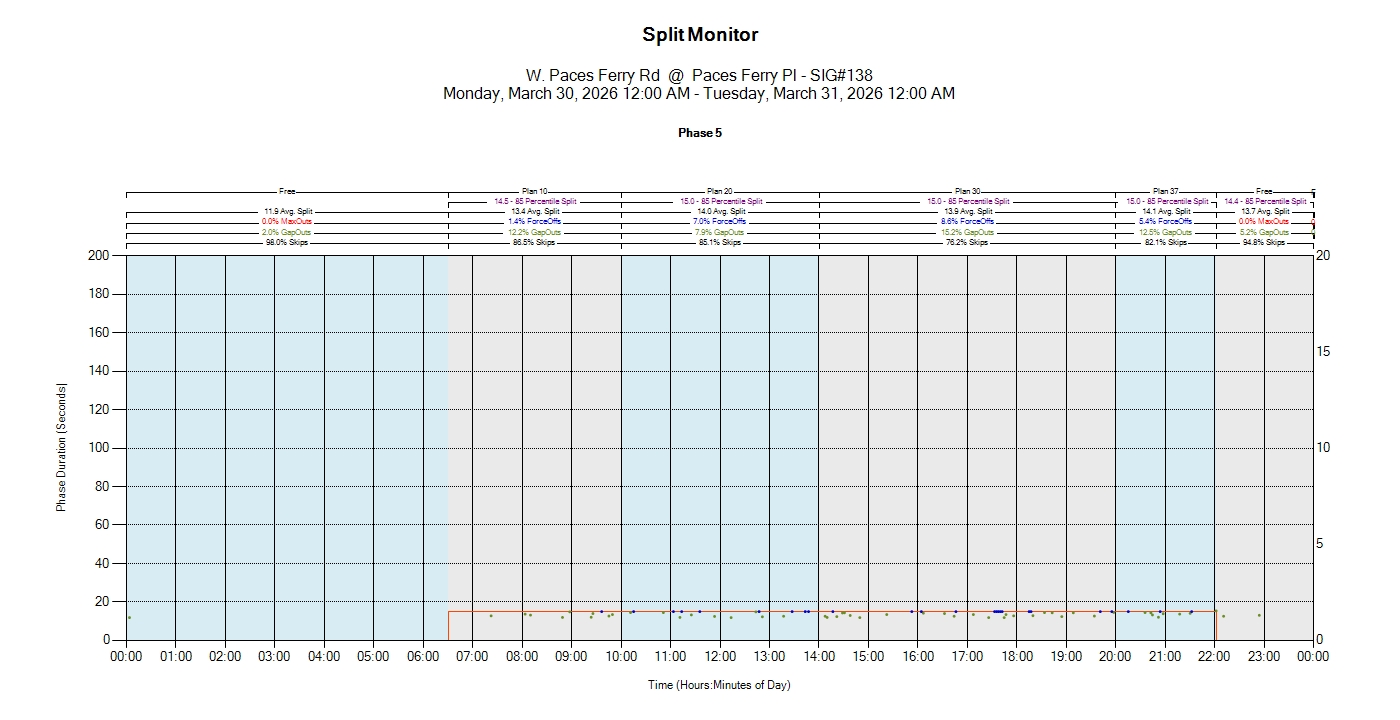 Split Monitor
W. Paces Ferry Rd @ Paces Ferry Pl - SIG#138
Monday, March 30, 2026 12:00 AM - Tuesday, March 31, 2026 12:00 AM
Phase 5
Free Plan 10 Plan 20 Plan 30 Plan 37 Free
14.5 - 85 Percentile Split 15.0 - 85 Percentile Split 15.0 - 85 Percentile Split 15.0 - 85 Percentile Split 14.4 - 85 Percentile Split
11.9 Avg. Split 13.4 Avg. Split 14.0 Avg. Split 13.9 Avg. Split 14.1 Avg. Split 13.7 Avg. Split
0.0% MaxOuts 1.4% ForceOffs 7.0% ForceOffs 8.6% ForceOffs 5.4% ForceOffs 0.0% MaxOuts
2.0% GapOuts 12.2% GapOuts 7.9% GapOuts 15.2% GapOuts 12.5% GapOuts 5.2% GapOuts
98.0% Skips 86.5% Skips 85.1% Skips 76.2% Skips 82.1% Skips 94.8% Skips
200 20
180
160
15
140
120
100 10
80
60
5
40
20
0 0
Phase Duration (Seconds)
00:00 01:00 02:00 03:00 04:00 05:00 06:00 07:00 08:00 09:00 10:00 11:00 12:00 13:00 14:00 15:00 16:00 17:00 18:00 19:00 20:00 21:00 22:00 23:00 00:00
Time (Hours:Minutes of Day)